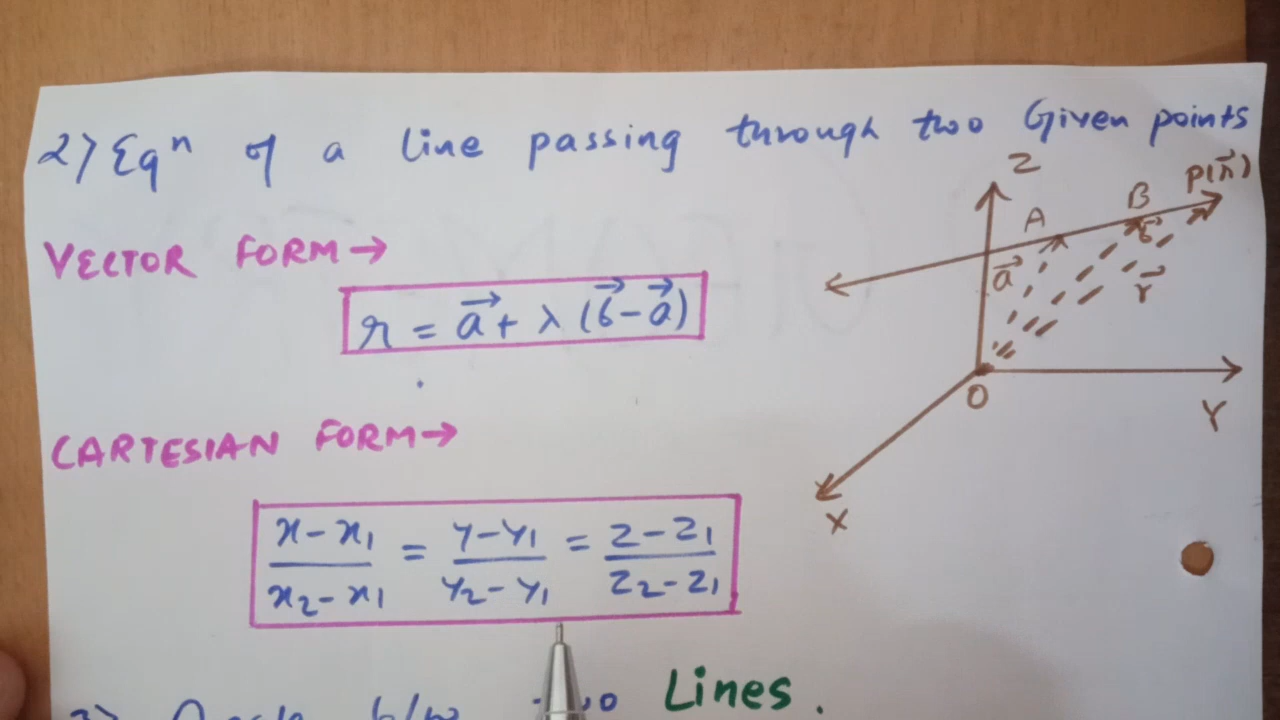 2) Eqⁿ of a line passing through two Given points
VECTOR FORM→
r = a⃗ + λ (b⃗ - a⃗)
CARTESIAN FORM→
x-x₁/x₂-x₁ = y-y₁/y₂-y₁ = z-z₁/z₂-z₁
Z
A
B
P(r⃗)
a⃗
b⃗
r⃗
O
Y
X
Lines.